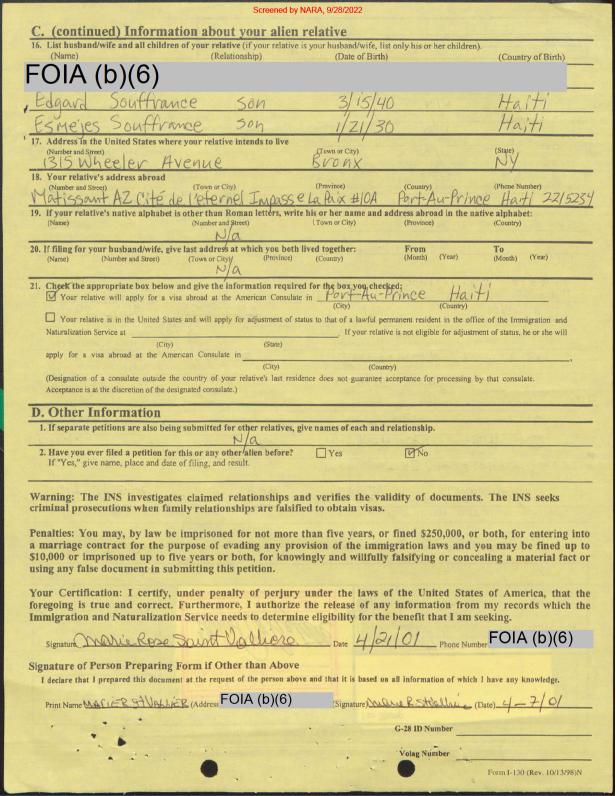 Screened by NARA, 9/28/2022
C. (continued) Information about your alien relative
16. List husband/wife and all children of your relative (if your relative is your husband/wife, list only his or her children).
(Name) (Relationship) (Date of Birth) (Country of Birth)
FOIA (b)(6)
Edgard Souffrance son 3/15/40 Haiti
Esmejes Souffrance son 1/21/30 Haiti
17. Address in the United States where your relative intends to live
(Number and Street) (Town or City) (State)
1315 Wheeler Avenue Bronx NY
18. Your relative's address abroad
(Number and Street) (Town or City) (Province) (Country) (Phone Number)
Matissant AZ Cité de l'eternel Impasse La Paix #10A Port-Au-Prince Haiti 2215234
19. If your relative's native alphabet is other than Roman letters, write his or her name and address abroad in the native alphabet:
(Name) (Number and Street) (Town or City) (Province) (Country)
N/a
20. If filing for your husband/wife, give last address at which you both lived together: From To
(Name) (Number and Street) (Town or City) (Province) (Country) (Month) (Year) (Month) (Year)
N/a
21. Check the appropriate box below and give the information required for the box you checked:
Your relative will apply for a visa abroad at the American Consulate in Port-Au-Prince Haiti
(City) (Country)
Your relative is in the United States and will apply for adjustment of status to that of a lawful permanent resident in the office of the Immigration and
Naturalization Service at . If your relative is not eligible for adjustment of status, he or she will
(City) (State)
apply for a visa abroad at the American Consulate in .
(City) (Country)
(Designation of a consulate outside the country of your relative's last residence does not guarantee acceptance for processing by that consulate.
Acceptance is at the discretion of the designated consulate.)
D. Other Information
1. If separate petitions are also being submitted for other relatives, give names of each and relationship.
N/a
2. Have you ever filed a petition for this or any other alien before? Yes No
If "Yes," give name, place and date of filing, and result.
Warning: The INS investigates claimed relationships and verifies the validity of documents. The INS seeks
criminal prosecutions when family relationships are falsified to obtain visas.
Penalties: You may, by law be imprisoned for not more than five years, or fined $250,000, or both, for entering into
a marriage contract for the purpose of evading any provision of the immigration laws and you may be fined up to
$10,000 or imprisoned up to five years or both, for knowingly and willfully falsifying or concealing a material fact or
using any false document in submitting this petition.
Your Certification: I certify, under penalty of perjury under the laws of the United States of America, that the
foregoing is true and correct. Furthermore, I authorize the release of any information from my records which the
Immigration and Naturalization Service needs to determine eligibility for the benefit that I am seeking.
Signature Marie Rose Saint Valliere Date 4/21/01 Phone Number FOIA (b)(6)
Signature of Person Preparing Form if Other than Above
I declare that I prepared this document at the request of the person above and that it is based on all information of which I have any knowledge.
Print Name MARIE R ST VALLIER (Address FOIA (b)(6) (Signature) Marie R. St (Date) 4-7/01
G-28 ID Number
Volag Number
Form I-130 (Rev. 10/13/98)N